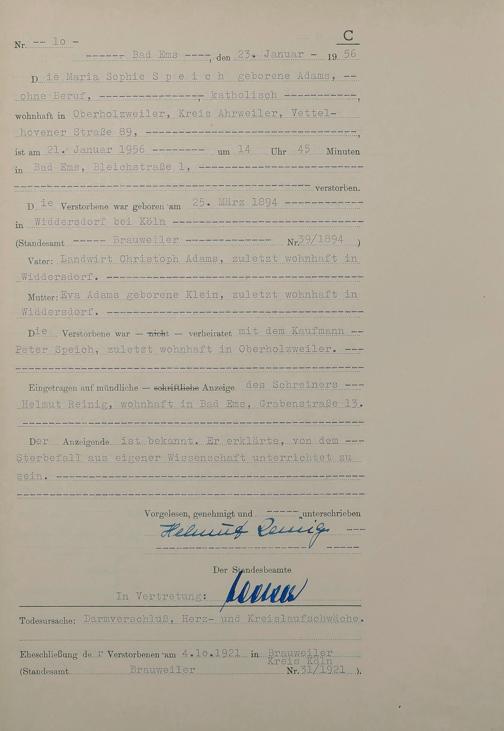 C
Nr. -- 1o -
------ Bad Ems ----, den 23. Januar - 19 56
D ie Maria Sophie S p e i c h geborene Adams, --
ohne Beruf, ----------------, katholisch -----------,
wohnhaft in Oberholzweiler, Kreis Ahrweiler, Vettel-
hovener Straße 89, --------------------------------,
ist am 21. Januar 1956 -------- um 14 Uhr 45 Minuten
in Bad Ems, Bleichstraße 1, -------------------------
--------------------------------------------- verstorben.
D ie Verstorbene war geboren am 25. März 1894 ------------
in Widdersdorf bei Köln -----------------------------
(Standesamt ----- Brauweiler ------------- Nr. 39/1894 )
Vater: Landwirt Christoph Adams, zuletzt wohnhaft in
Widdersdorf. ---------------------------------------
Mutter: Eva Adams geborene Klein, zuletzt wohnhaft in
Widdersdorf. ---------------------------------------
Die Verstorbene war — nicht — verheiratet mit dem Kaufmann --
Peter Speich, zuletzt wohnhaft in Oberholzweiler. ---
-----------------------------------------------------
Eingetragen auf mündliche — schriftliche Anzeige des Schreiners ---
Helmut Reinig, wohnhaft in Bad Ems, Grabenstraße 13.
-----------------------------------------------------
Der Anzeigende ist bekannt. Er erklärte, von dem ---
Sterbefall aus eigener Wissenschaft unterrichtet zu
sein. -----------------------------------------------
-----------------------------------------------------
Vorgelesen, genehmigt und ----- unterschrieben
Helmut Reinig ---
----------------------- -----
Der Standesbeamte
In Vertretung:
Todesursache: Darmverschluß, Herz- und Kreislaufschwäche.
Eheschließung de r Verstorbenen am 4.1o.1921 in Brauweiler
Kreis Köln
(Standesamt Brauweiler Nr. 31/1921 ).